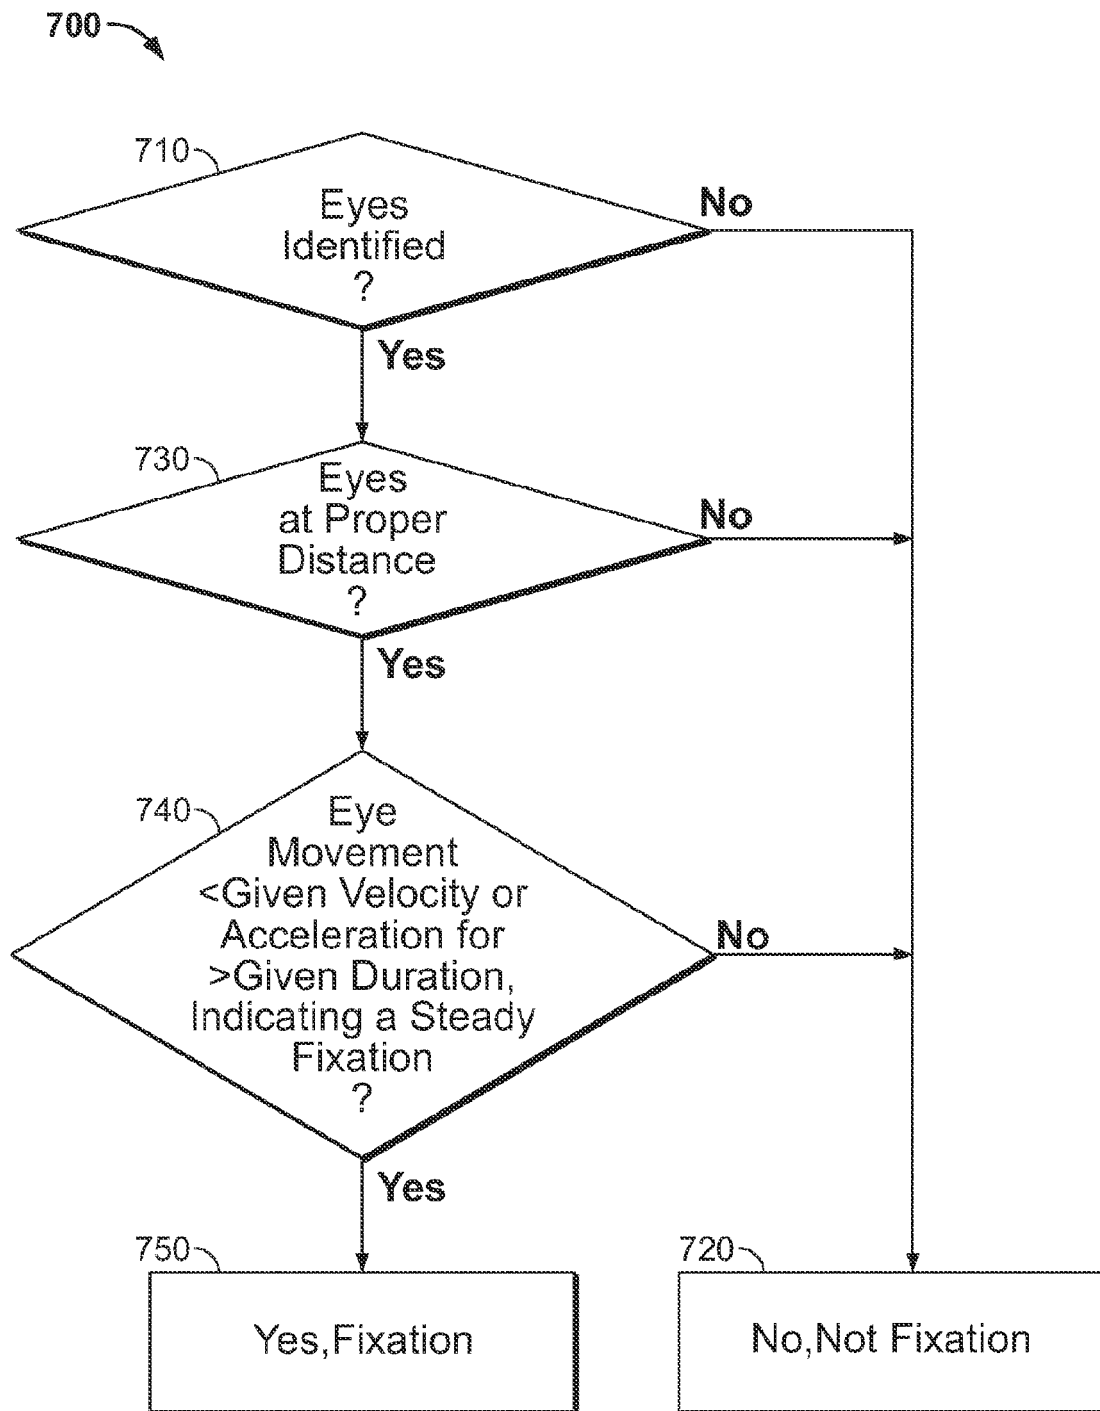 700
710
Eyes
Identified
?
No
Yes
730
Eyes
at Proper
Distance
?
No
Yes
740
Eye
Movement
<Given Velocity or
Acceleration for
>Given Duration,
Indicating a Steady
Fixation
?
No
Yes
750
Yes,Fixation
720
No,Not Fixation